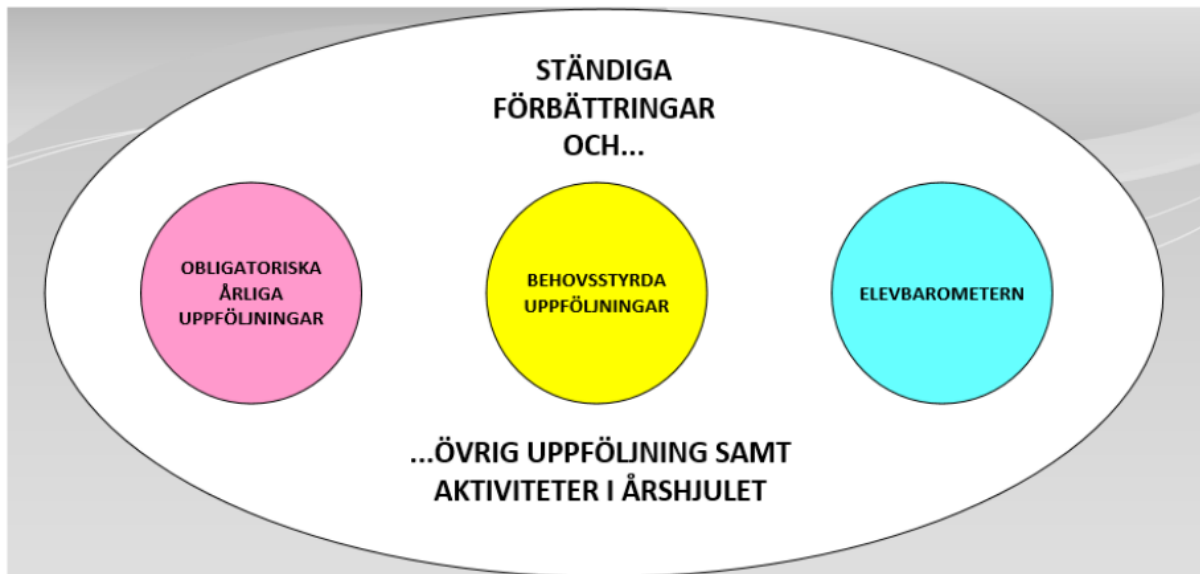 STÄNDIGA
FÖRBÄTTRINGAR
OCH...
OBLIGATORISKA
ÅRLIGA
UPPFÖLJNINGAR
BEHOVSSTYRDA
UPPFÖLJNINGAR
ELEVBAROMETERN
...ÖVRIG UPPFÖLJNING SAMT
AKTIVITETER I ÅRSHJULET